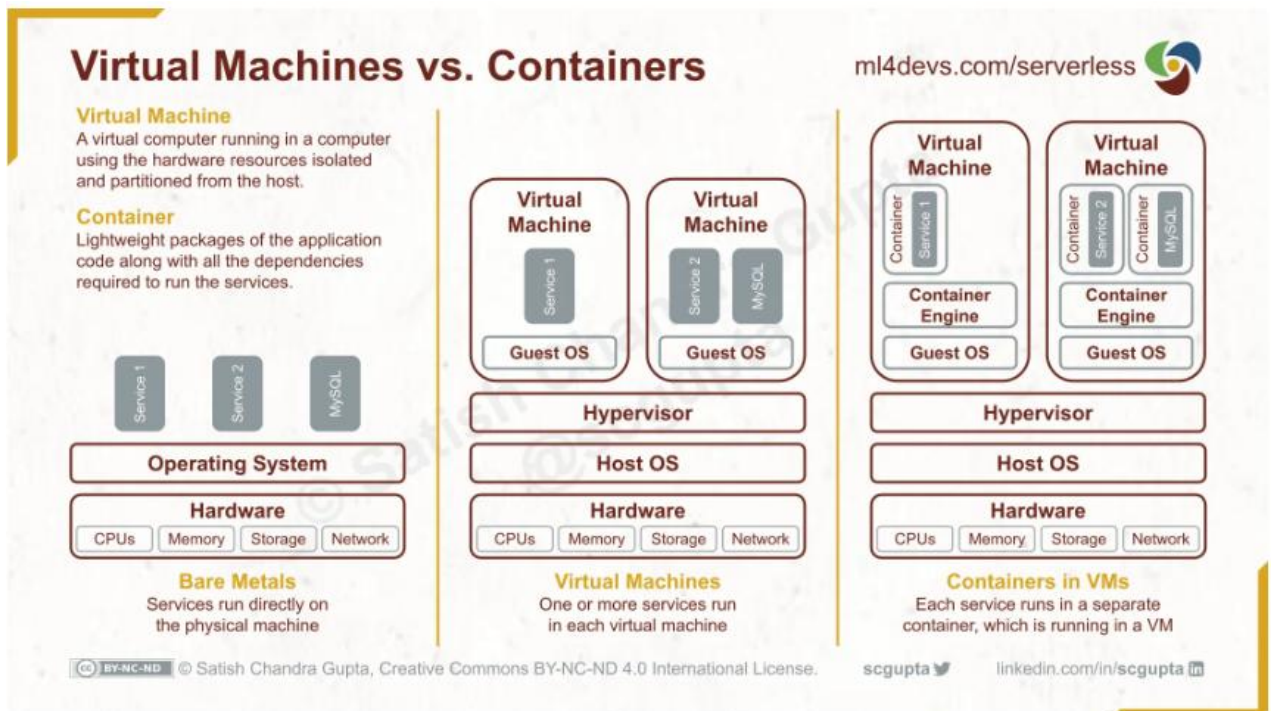 Virtual Machines vs. Containers
ml4devs.com/serverless
Virtual Machine
A virtual computer running in a computer
using the hardware resources isolated
and partitioned from the host.
Container
Lightweight packages of the application
code along with all the dependencies
required to run the services.
Service 1
Service 2
MySQL
Operating System
Hardware
CPUs
Memory
Storage
Network
Bare Metals
Services run directly on
the physical machine
Virtual
Machine
Service 1
Guest OS
Virtual
Machine
Service 2
MySQL
Guest OS
Hypervisor
Host OS
Hardware
CPUs
Memory
Storage
Network
Virtual Machines
One or more services run
in each virtual machine
Virtual
Machine
Container
Service 1
Container
Engine
Guest OS
Virtual
Machine
Container
Service 2
Container
MySQL
Container
Engine
Guest OS
Hypervisor
Host OS
Hardware
CPUs
Memory
Storage
Network
Containers in VMs
Each service runs in a separate
container, which is running in a VM
© Satish Chandra Gupta
@scgupta
cc BY-NC-ND © Satish Chandra Gupta, Creative Commons BY-NC-ND 4.0 International License.
scgupta
linkedin.com/in/scgupta in